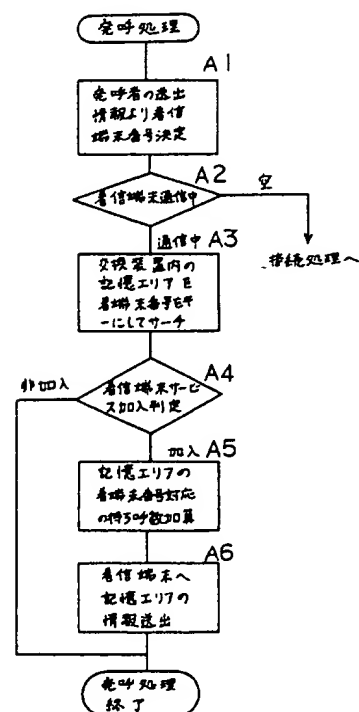 発呼処理
A1
発呼者の送出
情報より着信
端末番号決定
A2
着信端末通信中
空
通信中
A3
接続処理へ
交換装置内の
記憶エリアを
着端末番号をキ
ーにしてサーチ
A4
非加入
着信端末サービ
ス加入判定
加入
A5
記憶エリアの
着端末番号対応
の待ち呼数加算
A6
着信端末へ
記憶エリアの
情報送出
発呼処理
終了